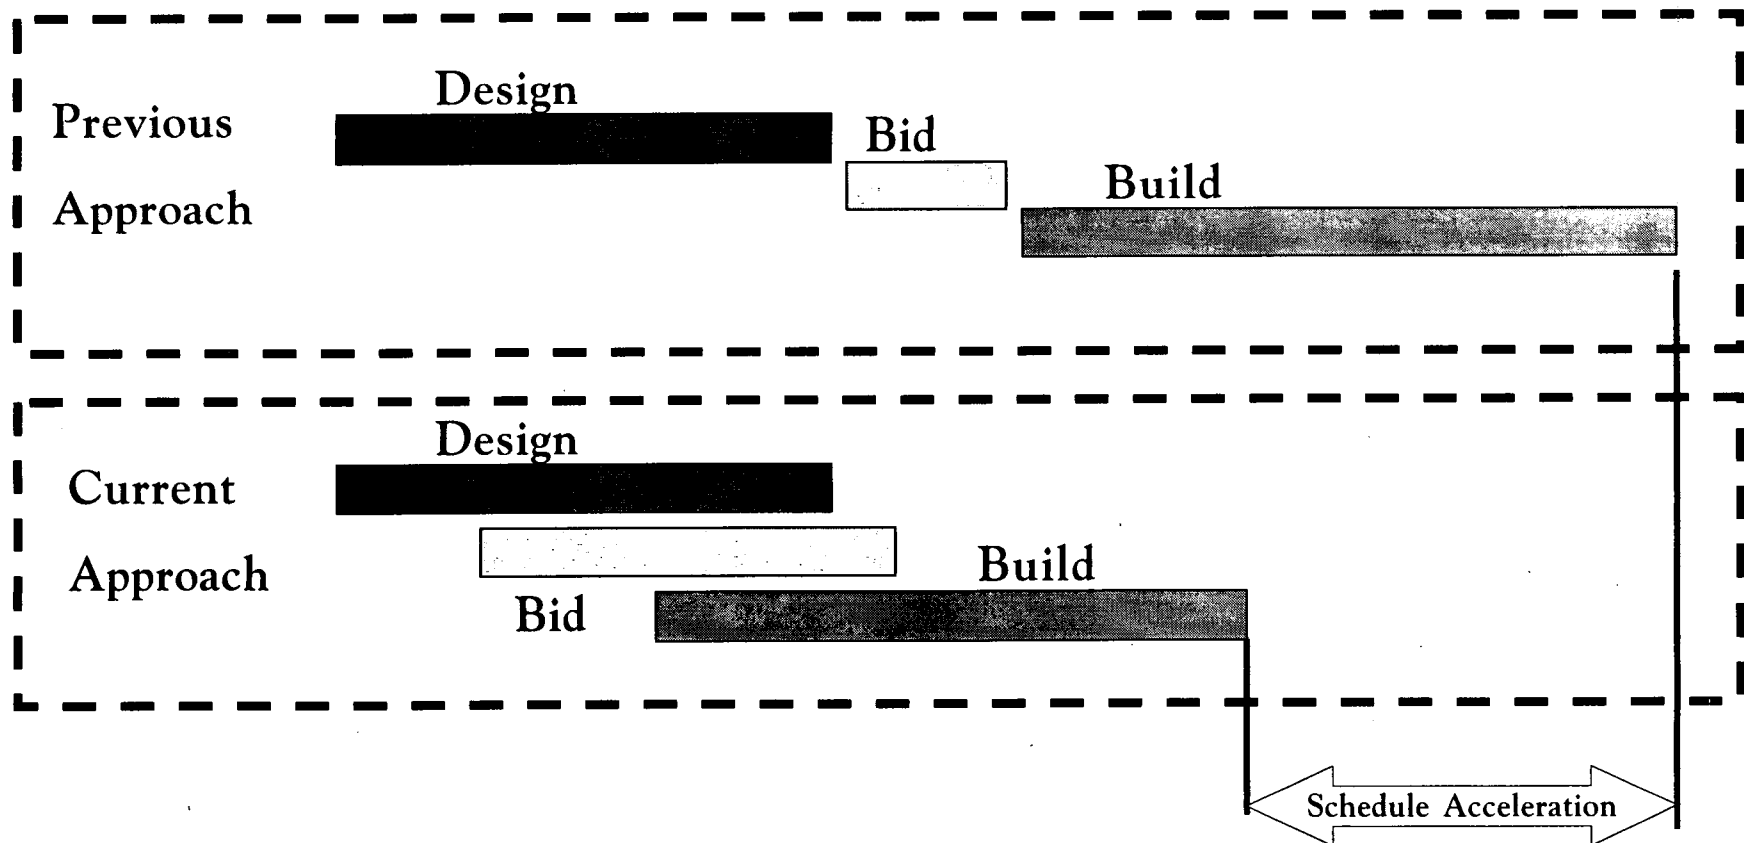 Design
Previous
Bid
Approach
Build
Design
Current
Approach
Build
Bid
Schedule Acceleration